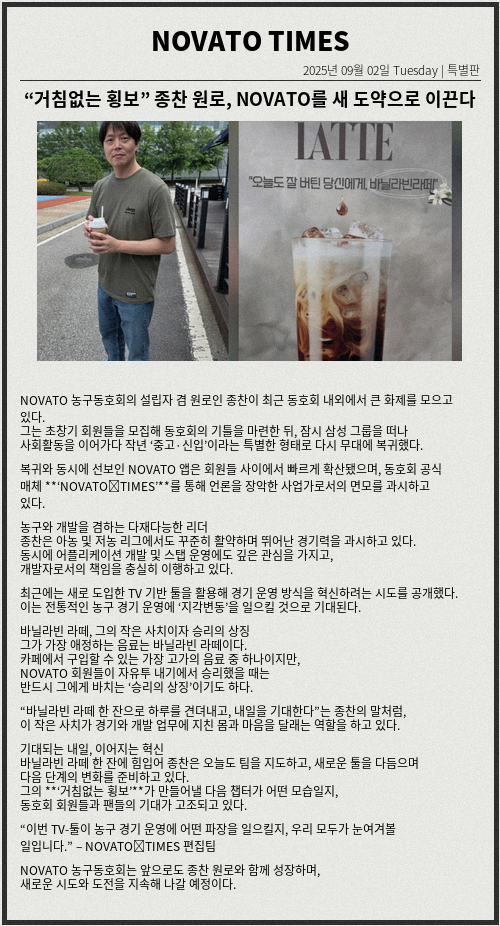 NOVATO TIMES
2025년 09월 02일 Tuesday | 특별판
“거침없는 횡보” 종찬 원로, NOVATO를 새 도약으로 이끈다
LATTE
"오늘도 잘 버틴 당신에게, 바닐라빈라떼"
NOVATO 농구동호회의 설립자 겸 원로인 종찬이 최근 동호회 내외에서 큰 화제를 모으고
있다.
그는 초창기 회원들을 모집해 동호회의 기틀을 마련한 뒤, 잠시 삼성 그룹을 떠나
사회활동을 이어가다 작년 ‘중고·신입’이라는 특별한 형태로 다시 무대에 복귀했다.
복귀와 동시에 선보인 NOVATO 앱은 회원들 사이에서 빠르게 확산됐으며, 동호회 공식
매체 **‘NOVATO TIMES’**를 통해 언론을 장악한 사업가로서의 면모를 과시하고
있다.
농구와 개발을 겸하는 다재다능한 리더
종찬은 아농 및 저농 리그에서도 꾸준히 활약하며 뛰어난 경기력을 과시하고 있다.
동시에 어플리케이션 개발 및 스탭 운영에도 깊은 관심을 가지고,
개발자로서의 책임을 충실히 이행하고 있다.
최근에는 새로 도입한 TV 기반 툴을 활용해 경기 운영 방식을 혁신하려는 시도를 공개했다.
이는 전통적인 농구 경기 운영에 ‘지각변동’을 일으킬 것으로 기대된다.
바닐라빈 라떼, 그의 작은 사치이자 승리의 상징
그가 가장 애정하는 음료는 바닐라빈 라떼이다.
카페에서 구입할 수 있는 가장 고가의 음료 중 하나이지만,
NOVATO 회원들이 자유투 내기에서 승리했을 때는
반드시 그에게 바치는 ‘승리의 상징’이기도 하다.
“바닐라빈 라떼 한 잔으로 하루를 견뎌내고, 내일을 기대한다”는 종찬의 말처럼,
이 작은 사치가 경기와 개발 업무에 지친 몸과 마음을 달래는 역할을 하고 있다.
기대되는 내일, 이어지는 혁신
바닐라빈 라떼 한 잔에 힘입어 종찬은 오늘도 팀을 지도하고, 새로운 툴을 다듬으며
다음 단계의 변화를 준비하고 있다.
그의 **‘거침없는 횡보’**가 만들어낼 다음 챕터가 어떤 모습일지,
동호회 회원들과 팬들의 기대가 고조되고 있다.
“이번 TV-툴이 농구 경기 운영에 어떤 파장을 일으킬지, 우리 모두가 눈여겨볼
일입니다.” – NOVATO TIMES 편집팀
NOVATO 농구동호회는 앞으로도 종찬 원로와 함께 성장하며,
새로운 시도와 도전을 지속해 나갈 예정이다.